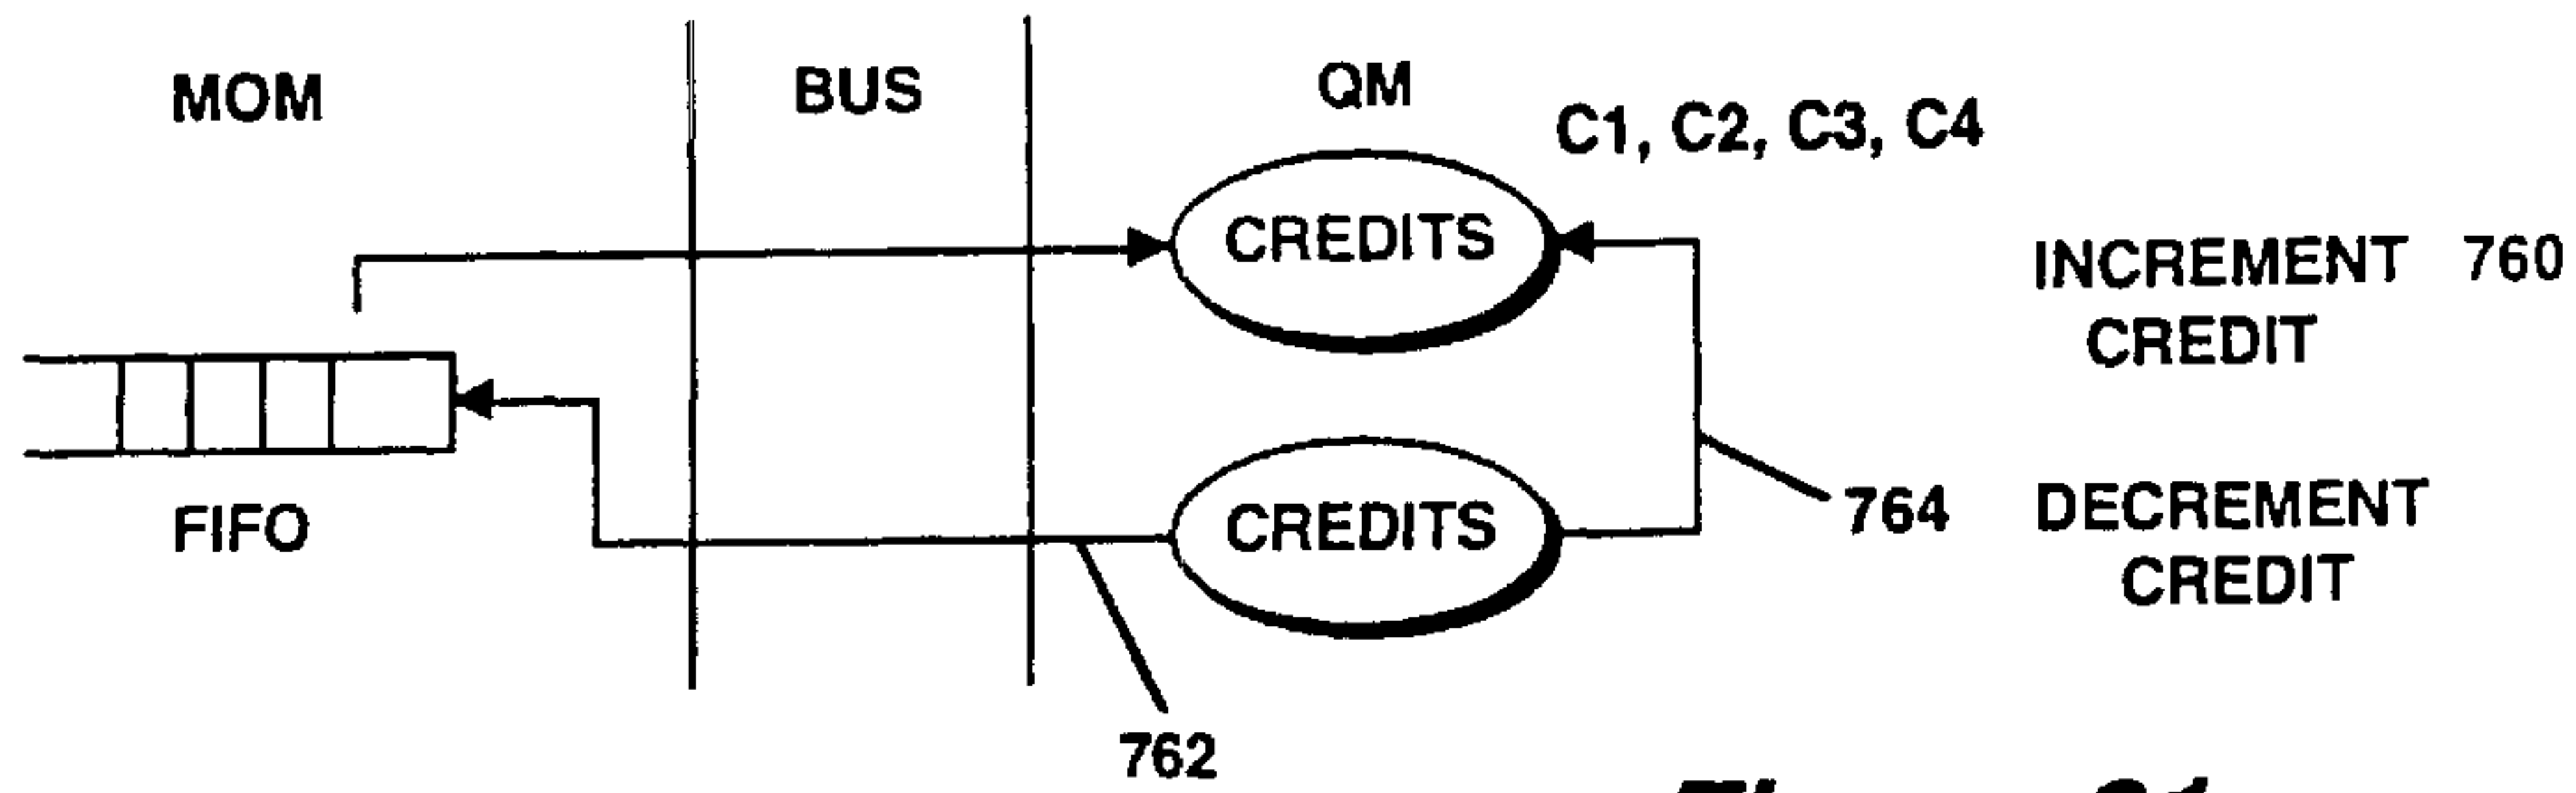 MOM
BUS
QM
C1, C2, C3, C4
CREDITS
INCREMENT 760
CREDIT
FIFO
CREDITS
764
DECREMENT
CREDIT
762